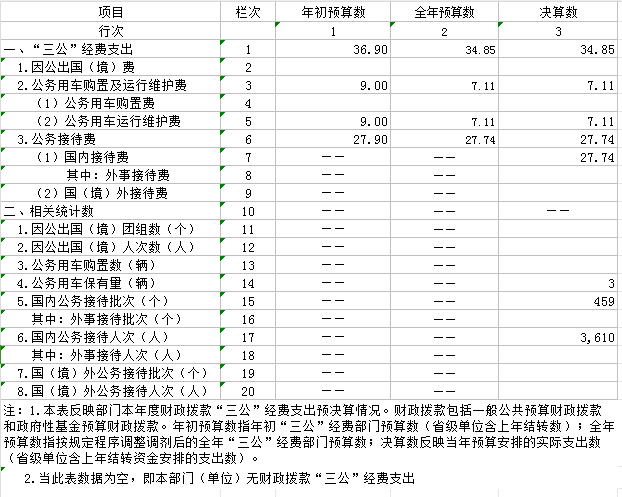 项目 栏次 年初预算数 全年预算数 决算数
行次 1 2 3
一、“三公”经费支出 1 36.90 34.85 34.85
1.因公出国（境）费 2
2.公务用车购置及运行维护费 3 9.00 7.11 7.11
（1）公务用车购置费 4
（2）公务用车运行维护费 5 9.00 7.11 7.11
3.公务接待费 6 27.90 27.74 27.74
（1）国内接待费 7 —— —— 27.74
其中：外事接待费 8 —— ——
（2）国（境）外接待费 9 —— ——
二、相关统计数 10 —— —— ——
1.因公出国（境）团组数（个） 11 —— ——
2.因公出国（境）人次数（人） 12 —— ——
3.公务用车购置数（辆） 13 —— ——
4.公务用车保有量（辆） 14 —— —— 3
5.国内公务接待批次（个） 15 —— —— 459
其中：外事接待批次（个） 16 —— ——
6.国内公务接待人次（人） 17 —— —— 3,610
其中：外事接待人次（人） 18 —— ——
7.国（境）外公务接待批次（个） 19 —— ——
8.国（境）外公务接待人次（人） 20 —— ——
注：1.本表反映部门本年度财政拨款“三公”经费支出预决算情况。财政拨款包括一般公共预算财政拨款
和政府性基金预算财政拨款。年初预算数指年初“三公”经费部门预算数（省级单位含上年结转数）；全年
预算数指按规定程序调整调剂后的全年“三公”经费部门预算数；决算数反映当年预算安排的实际支出数
（省级单位含上年结转资金安排的支出数）。
2.当此表数据为空，即本部门（单位）无财政拨款“三公”经费支出